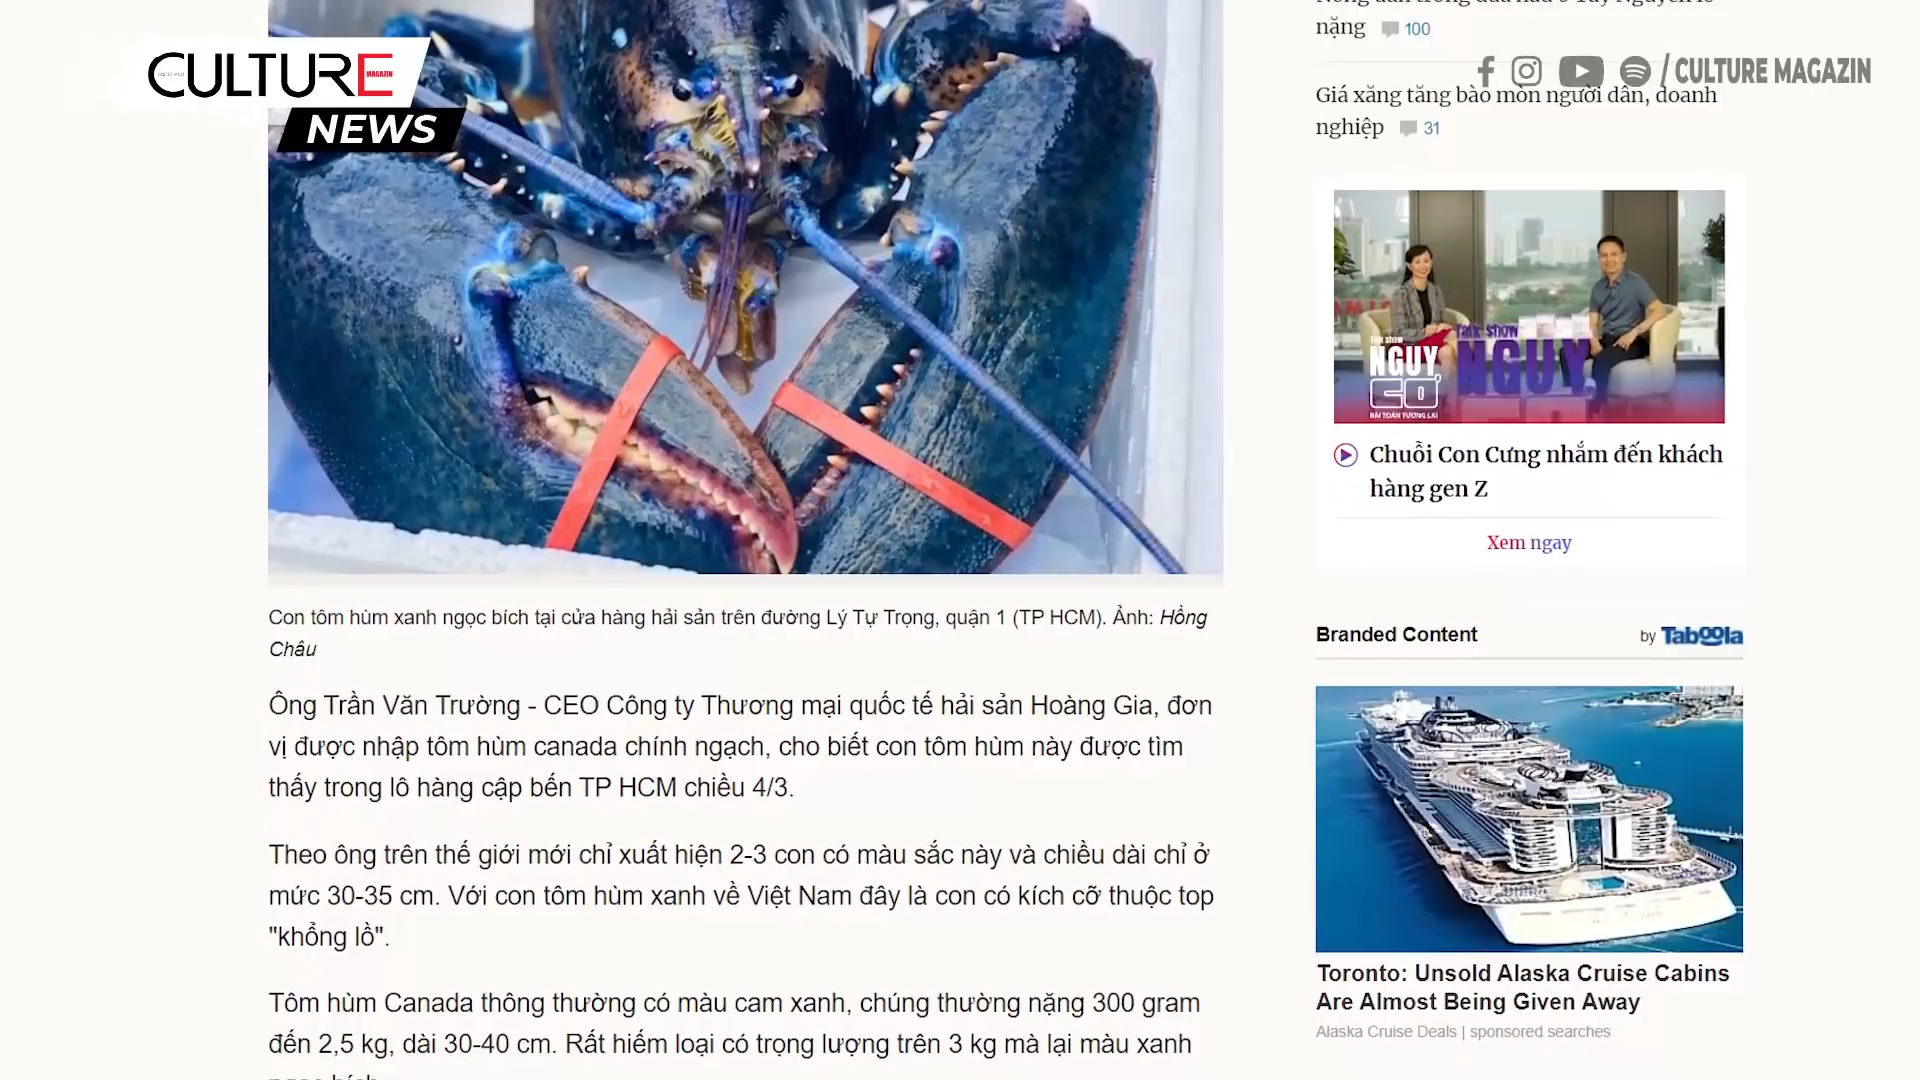 CULTURE
MAGAZIN
NEWS
/ CULTURE MAGAZIN
nặng 100
Giá xăng tăng bào mòn người dân, doanh
nghiệp 31
Talk show
NGUY
CƠ
BÀI TOÁN TƯƠNG LAI
Talk show
NGUY
Chuỗi Con Cưng nhắm đến khách
hàng gen Z
Xem ngay
Con tôm hùm xanh ngọc bích tại cửa hàng hải sản trên đường Lý Tự Trọng, quận 1 (TP HCM). Ảnh: Hồng
Châu
Ông Trần Văn Trường - CEO Công ty Thương mại quốc tế hải sản Hoàng Gia, đơn
vị được nhập tôm hùm canada chính ngạch, cho biết con tôm hùm này được tìm
thấy trong lô hàng cập bến TP HCM chiều 4/3.
Theo ông trên thế giới mới chỉ xuất hiện 2-3 con có màu sắc này và chiều dài chỉ ở
mức 30-35 cm. Với con tôm hùm xanh về Việt Nam đây là con có kích cỡ thuộc top
"khổng lồ".
Tôm hùm Canada thông thường có màu cam xanh, chúng thường nặng 300 gram
đến 2,5 kg, dài 30-40 cm. Rất hiếm loại có trọng lượng trên 3 kg mà lại màu xanh
Branded Content
by Taboola
Toronto: Unsold Alaska Cruise Cabins
Are Almost Being Given Away
Alaska Cruise Deals | sponsored searches